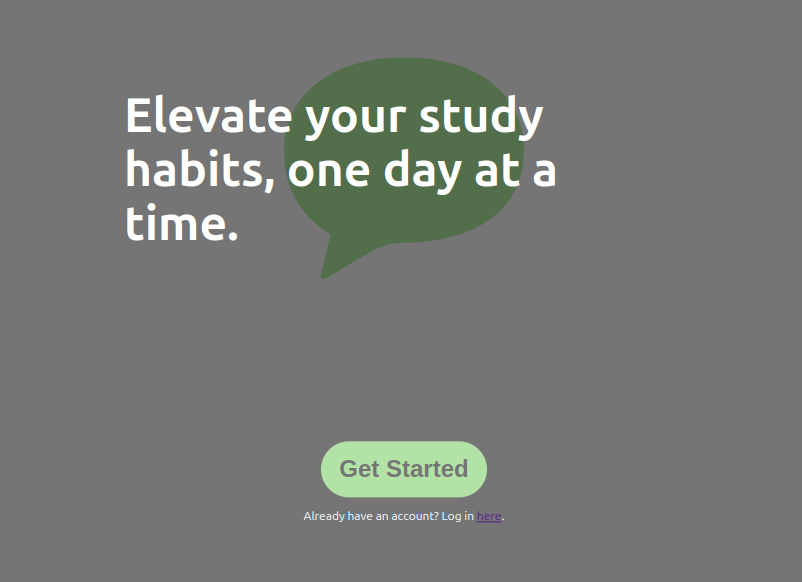 Elevate your study
habits, one day at a
time.
Get Started
Already have an account? Log in here.